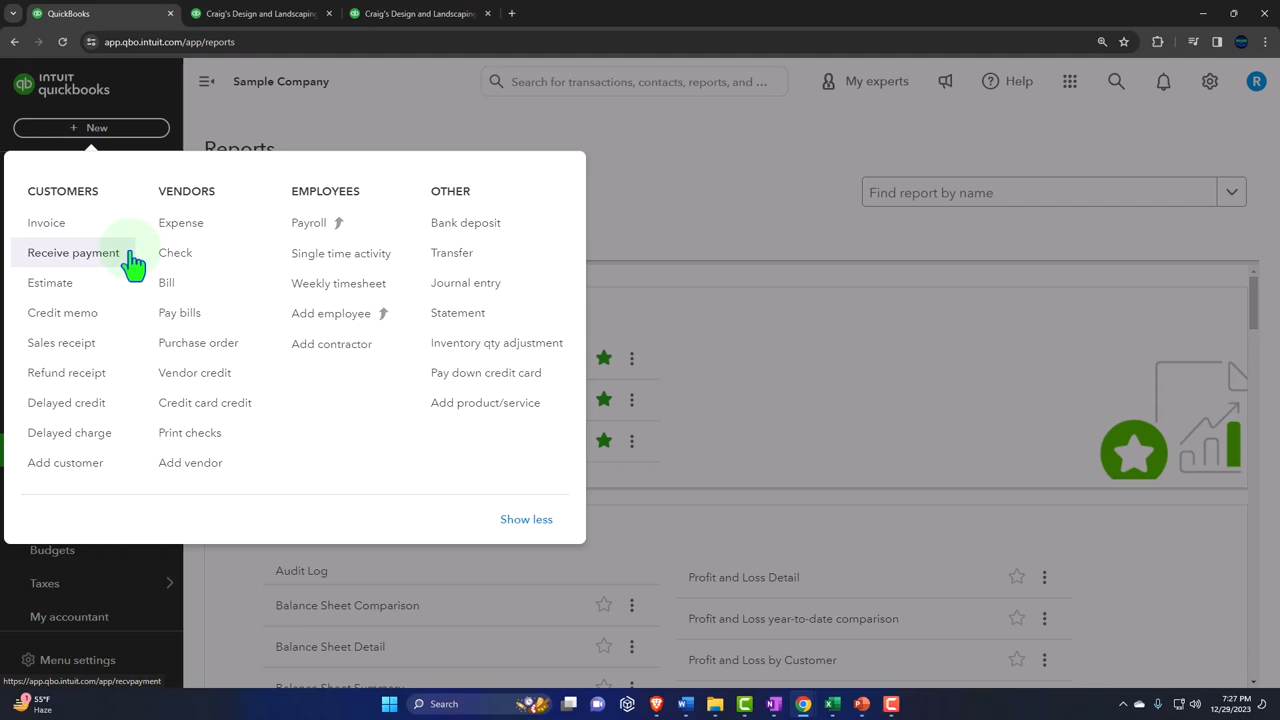 QuickBooks
Craig's Design and Landscaping
Craig's Design and Landscaping
app.qbo.intuit.com/app/reports
INTUIT
quickbooks
Sample Company
Search for transactions, contacts, reports, and ...
My experts
Help
R
+ New
Reports
Find report by name
CUSTOMERS
Invoice
Receive payment
Estimate
Credit memo
Sales receipt
Refund receipt
Delayed credit
Delayed charge
Add customer
VENDORS
Expense
Check
Bill
Pay bills
Purchase order
Vendor credit
Credit card credit
Print checks
Add vendor
EMPLOYEES
Payroll
Single time activity
Weekly timesheet
Add employee
Add contractor
OTHER
Bank deposit
Transfer
Journal entry
Statement
Inventory qty adjustment
Pay down credit card
Add product/service
Show less
Budgets
Taxes
My accountant
Menu settings
Audit Log
Balance Sheet Comparison
Balance Sheet Detail
Balance Sheet Summary
Profit and Loss Detail
Profit and Loss year-to-date comparison
Profit and Loss by Customer
https://app.qbo.intuit.com/app/recvpayment
1
55°F
Haze
Search
7:27 PM
12/29/2023